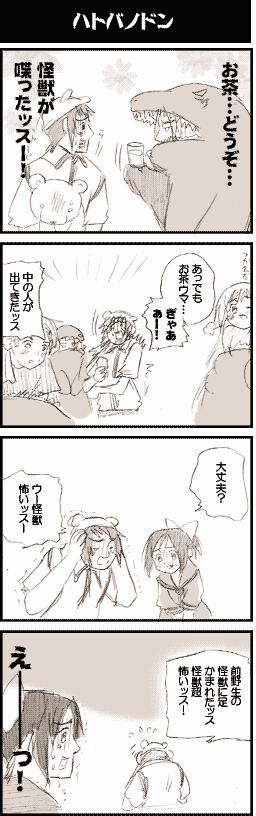 ハトバノドン
お茶…どうぞ…
怪獣が
喋ったッスー！
あっでも
お茶ウマ…
ぎゃあ
ぁー！
中の人が
出てきたッス
大丈夫？
ウー怪獣
怖いッスー
前野生の
怪獣に足
かまれたッス
怪獣超
怖いッス！
えーーっ！